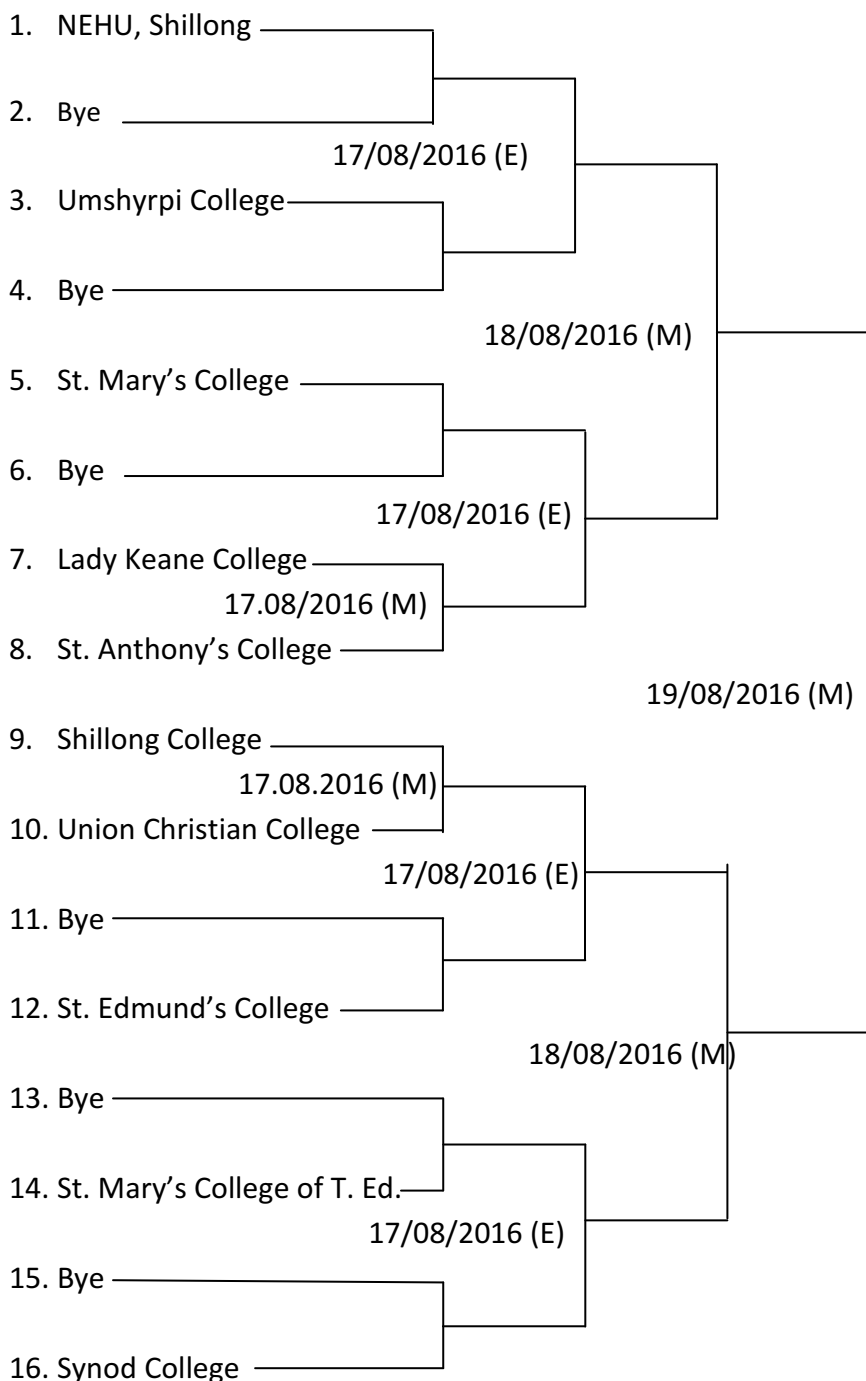 1. NEHU, Shillong
2. Bye
17/08/2016 (E)
3. Umshyrpi College
4. Bye
18/08/2016 (M)
5. St. Mary’s College
6. Bye
17/08/2016 (E)
7. Lady Keane College
17.08/2016 (M)
8. St. Anthony’s College
19/08/2016 (M)
9. Shillong College
17.08.2016 (M)
10. Union Christian College
17/08/2016 (E)
11. Bye
12. St. Edmund’s College
18/08/2016 (M)
13. Bye
14. St. Mary’s College of T. Ed.
17/08/2016 (E)
15. Bye
16. Synod College